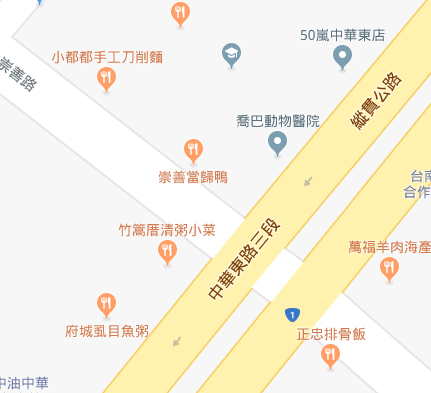 50嵐中華東店
小都都手工刀削麵
崇善路
縱貫公路
喬巴動物醫院
崇善當歸鴨
台南
合作
竹篙厝清粥小菜
中華東路三段
萬福羊肉海產
1
府城虱目魚粥
正忠排骨飯
中油中華